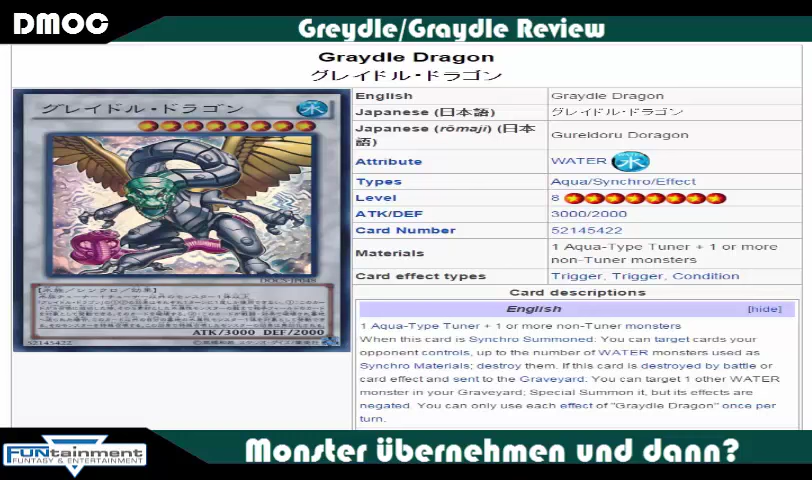 DMOC
Greydle/Graydle Review
Graydle Dragon
グレイドル・ドラゴン
グレイドル・ドラゴン
水
DOCS-JP048
ATK/3000 DEF/2000
52145422
English Graydle Dragon
Japanese (日本語) グレイドル・ドラゴン
Japanese (rōmaji) (日本
語) Gureidoru Doragon
Attribute WATER
Types Aqua/Synchro/Effect
Level 8
ATK/DEF 3000/2000
Card Number 52145422
Materials 1 Aqua-Type Tuner + 1 or more
non-Tuner monsters
Card effect types Trigger, Trigger, Condition
Card descriptions
English [hide]
1 Aqua-Type Tuner + 1 or more non-Tuner monsters
When this card is Synchro Summoned: You can target cards your
opponent controls, up to the number of WATER monsters used as
Synchro Materials; destroy them. If this card is destroyed by battle or
card effect and sent to the Graveyard: You can target 1 other WATER
monster in your Graveyard; Special Summon it, but its effects are
negated. You can only use each effect of "Graydle Dragon" once per
turn.
FUNtainment
FUNTASY & ENTERTAINMENT
Monster übernehmen und dann?